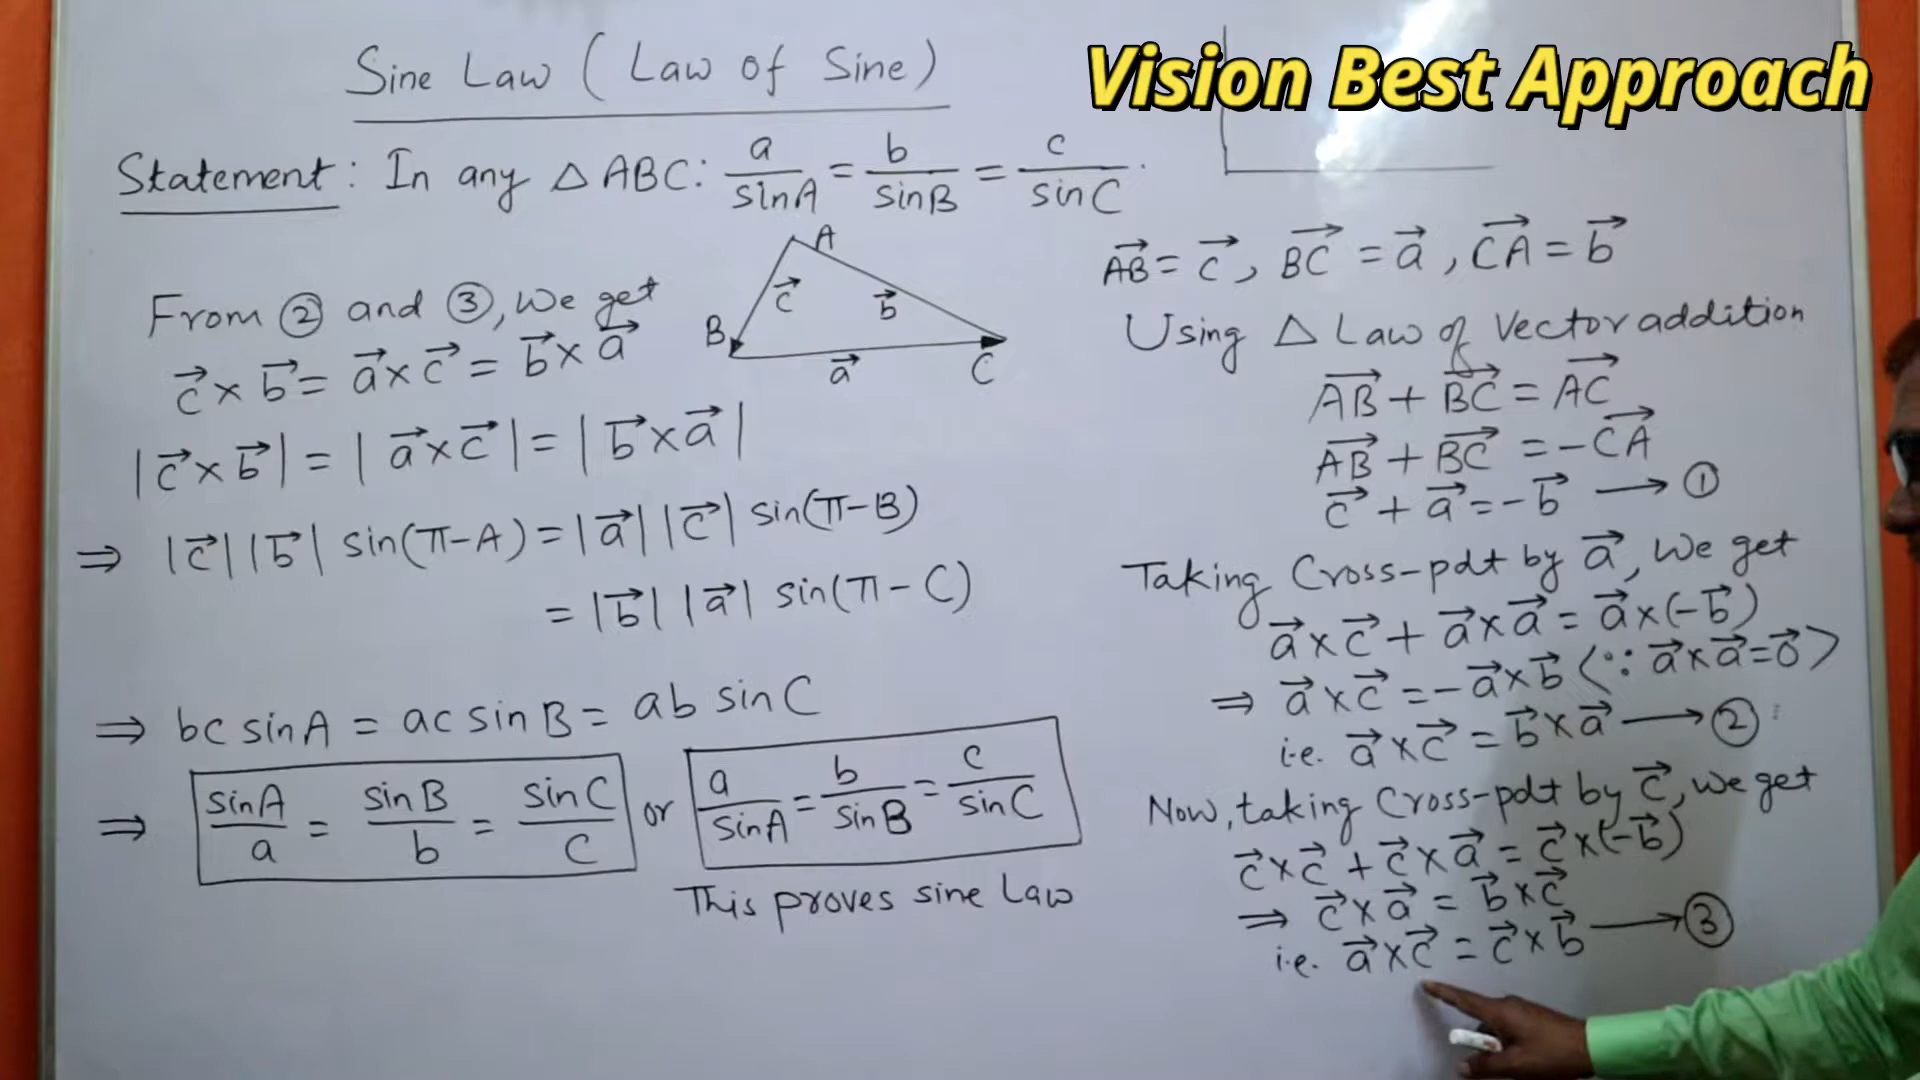 Vision Best Approach
Sine Law (Law of Sine)
Statement: In any △ABC: a/sinA = b/sinB = c/sinC.
A
B
C
c⃗
b⃗
a⃗
AB⃗ = c⃗, BC⃗ = a⃗, CA⃗ = b⃗
Using △ Law of Vector addition
AB⃗ + BC⃗ = AC⃗
AB⃗ + BC⃗ = -CA⃗
c⃗ + a⃗ = -b⃗ → ①
Taking Cross-pdt by a⃗, We get
a⃗×c⃗ + a⃗×a⃗ = a⃗×(-b⃗)
⇒ a⃗×c⃗ = -a⃗×b⃗ ⟨∵ a⃗×a⃗=0⃗⟩
i.e. a⃗×c⃗ = b⃗×a⃗ → ②
Now, taking Cross-pdt by c⃗, we get
c⃗×c⃗ + c⃗×a⃗ = c⃗×(-b⃗)
⇒ c⃗×a⃗ = b⃗×c⃗
i.e. a⃗×c⃗ = c⃗×b⃗ → ③
From ② and ③, We get
c⃗×b⃗ = a⃗×c⃗ = b⃗×a⃗
|c⃗×b⃗| = |a⃗×c⃗| = |b⃗×a⃗|
⇒ |c⃗||b⃗| sin(π-A) = |a⃗||c⃗| sin(π-B)
= |b⃗||a⃗| sin(π-C)
⇒ bc sinA = ac sinB = ab sinC
⇒ sinA/a = sinB/b = sinC/c or a/sinA = b/sinB = c/sinC
This proves sine law